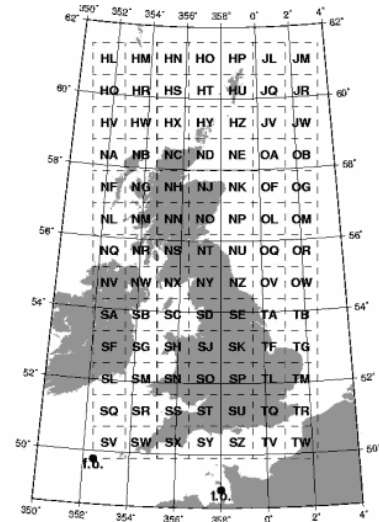 350° 352° 354° 356° 358° 0° 2° 4°
62° 62°
HL HM HN HO HP JL JM
60° HQ HR HS HT HU JQ JR 60°
HV HW HX HY HZ JV JW
58° NA NB NC ND NE OA OB 58°
NF NG NH NJ NK OF OG
56° NL NM NN NO NP OL OM 56°
NQ NR NS NT NU OQ OR
54° NV NW NX NY NZ OV OW 54°
SA SB SC SD SE TA TB
52° SF SG SH SJ SK TF TG 52°
SL SM SN SO SP TL TM
50° SQ SR SS ST SU TQ TR 50°
SV SW SX SY SZ TV TW
f.o. t.o.
350° 352° 354° 356° 358° 0° 2° 4°